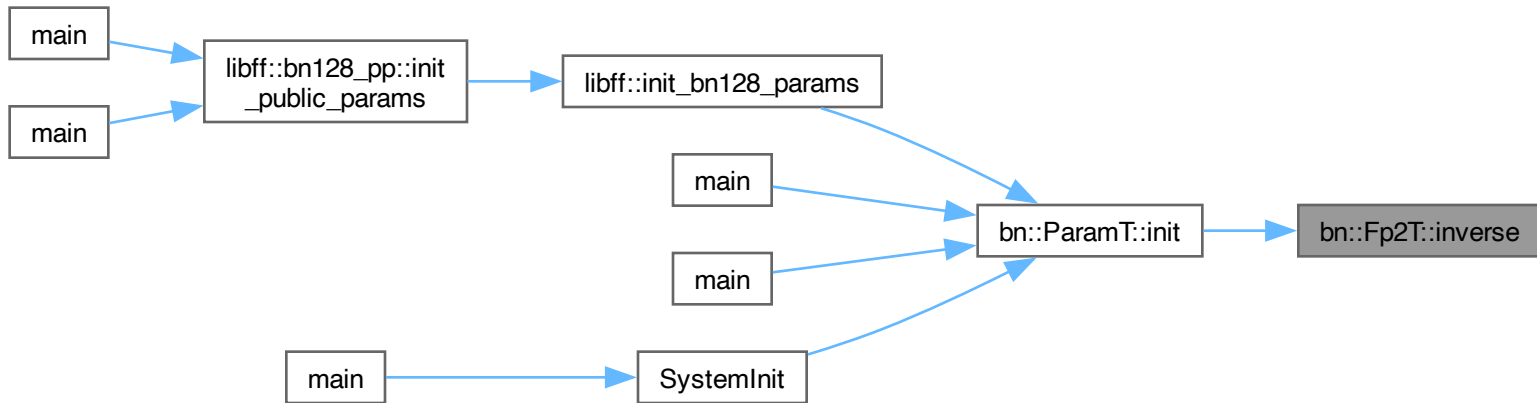 main
libff::bn128_pp::init
_public_params
main
libff::init_bn128_params
main
bn::ParamT::init
bn::Fp2T::inverse
main
main
SystemInit